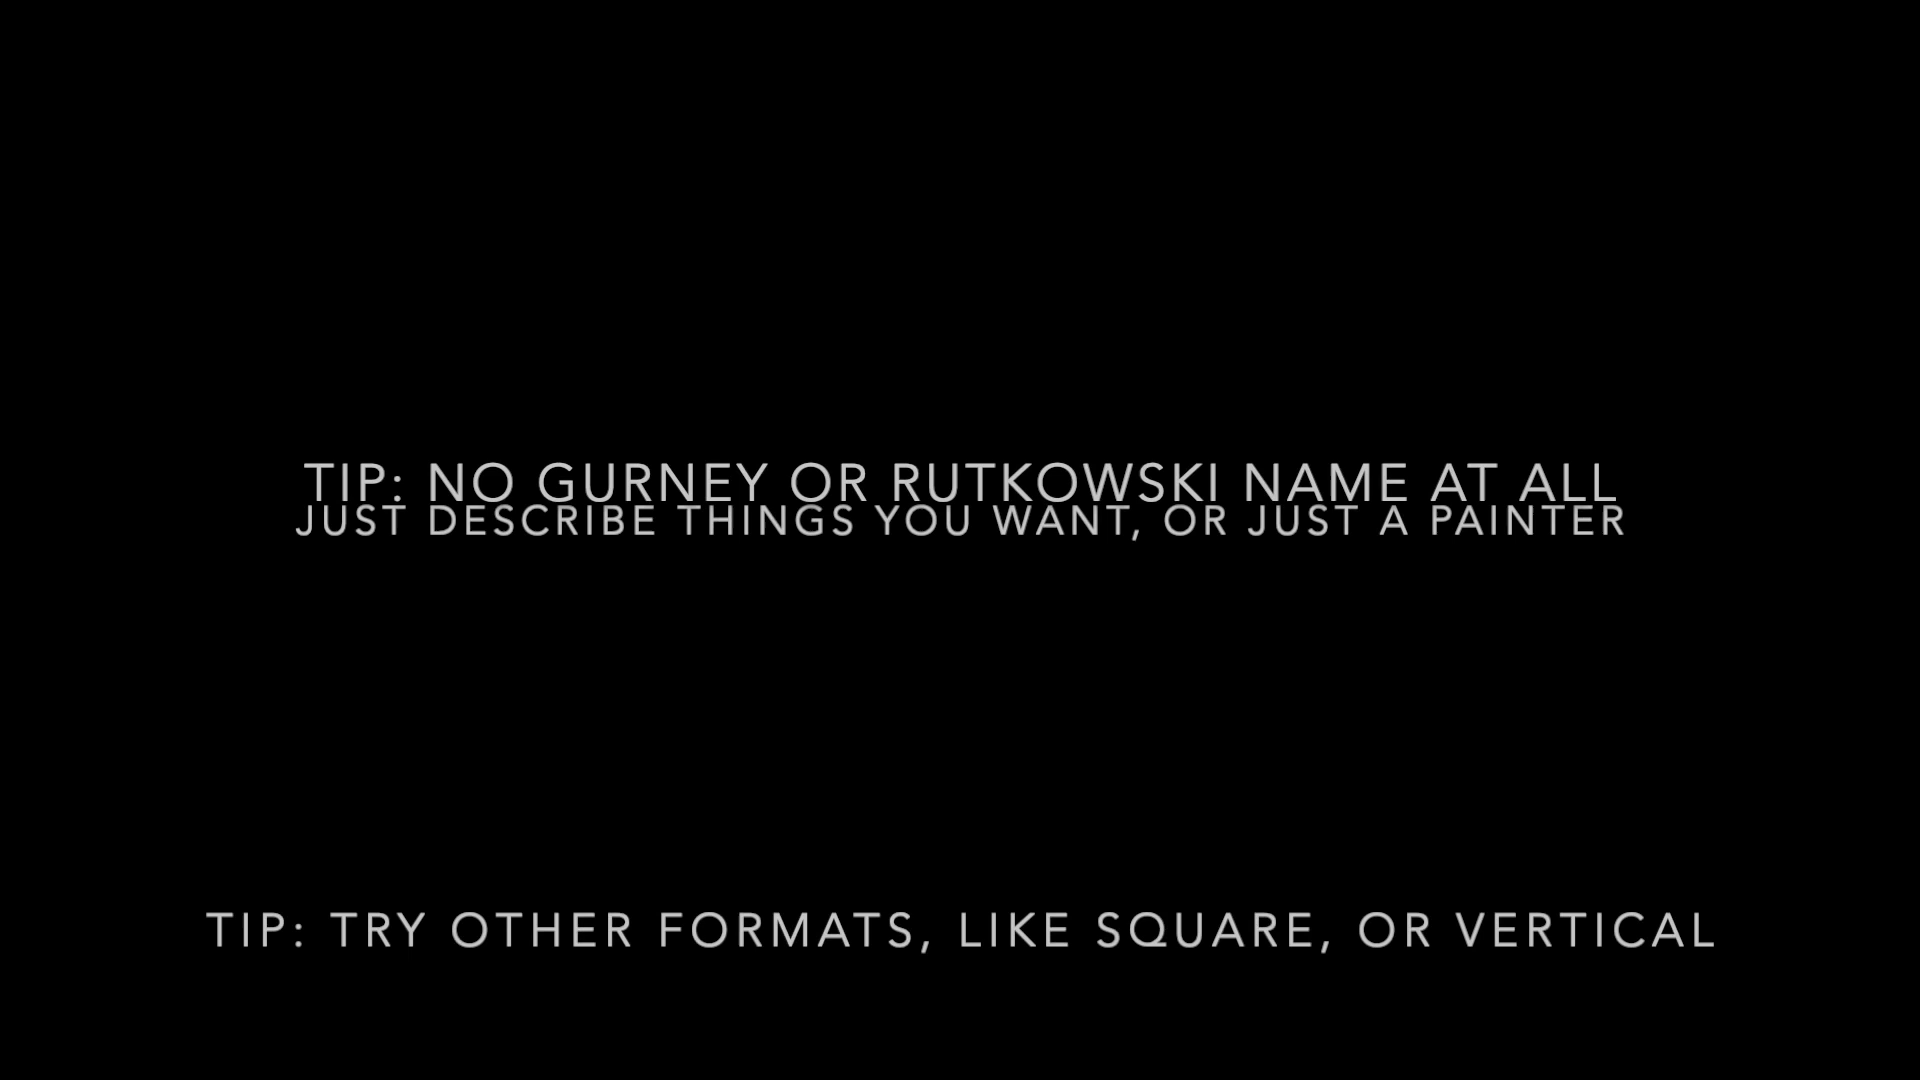 TIP: NO GURNEY OR RUTKOWSKI NAME AT ALL
JUST DESCRIBE THINGS YOU WANT, OR JUST A PAINTER
TIP: TRY OTHER FORMATS, LIKE SQUARE, OR VERTICAL